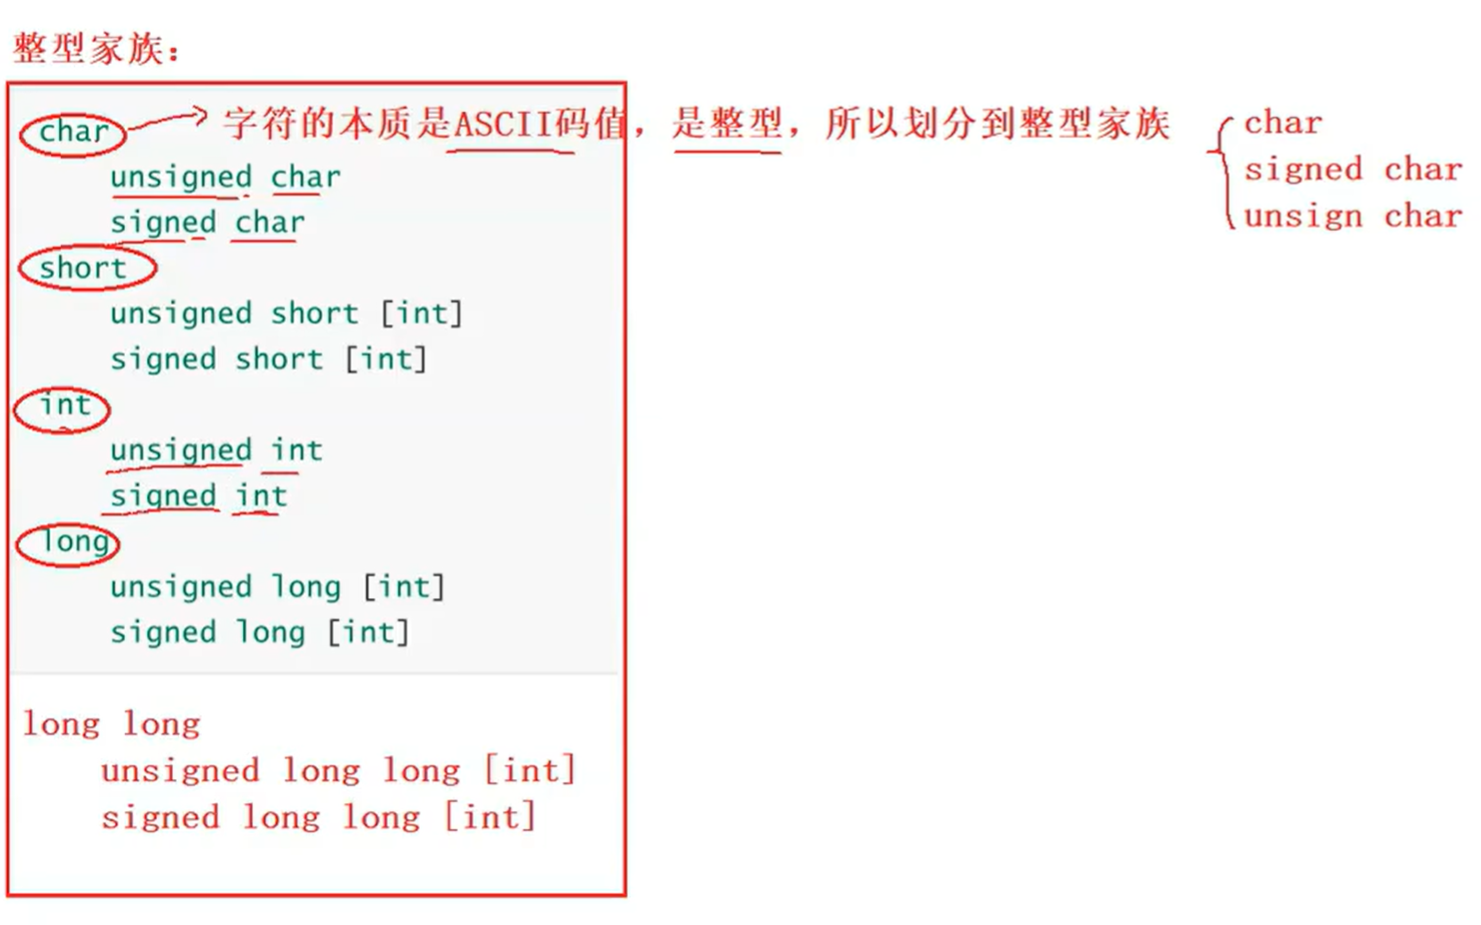 整型家族：
char
字符的本质是ASCII码值，是整型，所以划分到整型家族
unsigned char
signed char
short
unsigned short [int]
signed short [int]
int
unsigned int
signed int
long
unsigned long [int]
signed long [int]
long long
unsigned long long [int]
signed long long [int]
char
signed char
unsign char